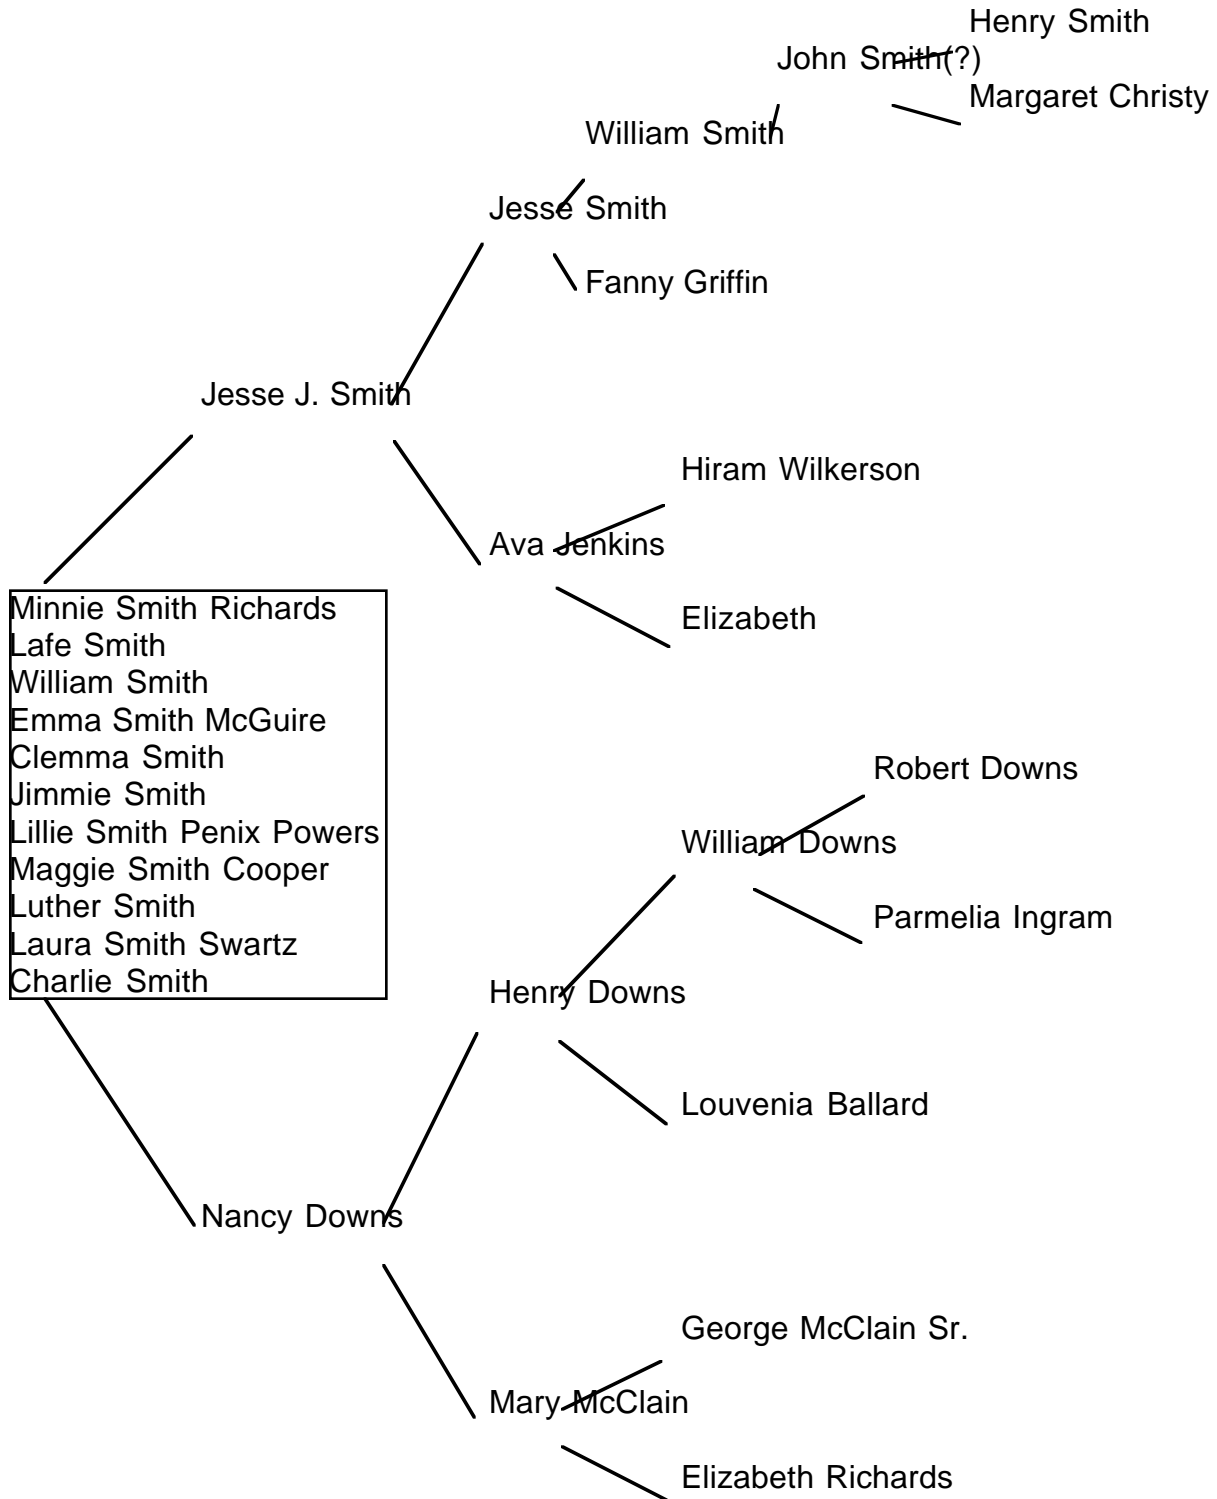 Henry Smith
John Smith(?)
Margaret Christy
William Smith
Jesse Smith
Fanny Griffin
Jesse J. Smith
Hiram Wilkerson
Ava Jenkins
Elizabeth
Minnie Smith Richards
Lafe Smith
William Smith
Emma Smith McGuire
Clemma Smith
Jimmie Smith
Lillie Smith Penix Powers
Maggie Smith Cooper
Luther Smith
Laura Smith Swartz
Charlie Smith
Robert Downs
William Downs
Parmelia Ingram
Henry Downs
Louvenia Ballard
Nancy Downs
George McClain Sr.
Mary McClain
Elizabeth Richards